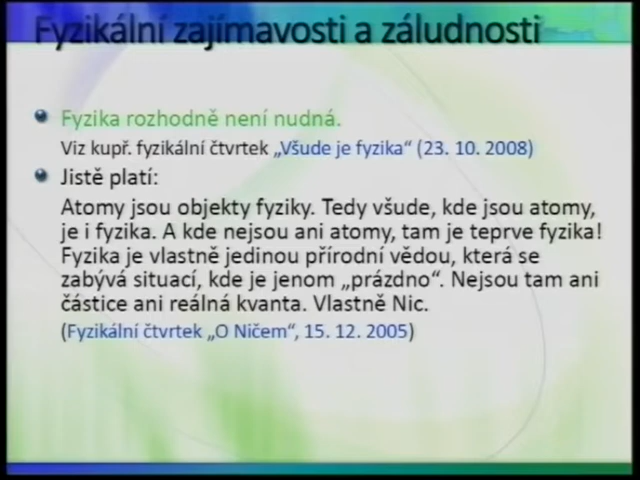 Fyzikální zajímavosti a záludnosti
Fyzika rozhodně není nudná.
Viz kupř. fyzikální čtvrtek „Všude je fyzika“ (23. 10. 2008)
Jistě platí:
Atomy jsou objekty fyziky. Tedy všude, kde jsou atomy,
je i fyzika. A kde nejsou ani atomy, tam je teprve fyzika!
Fyzika je vlastně jedinou přírodní vědou, která se
zabývá situací, kde je jenom „prázdno“. Nejsou tam ani
částice ani reálná kvanta. Vlastně Nic.
(Fyzikální čtvrtek „O Ničem“, 15. 12. 2005)